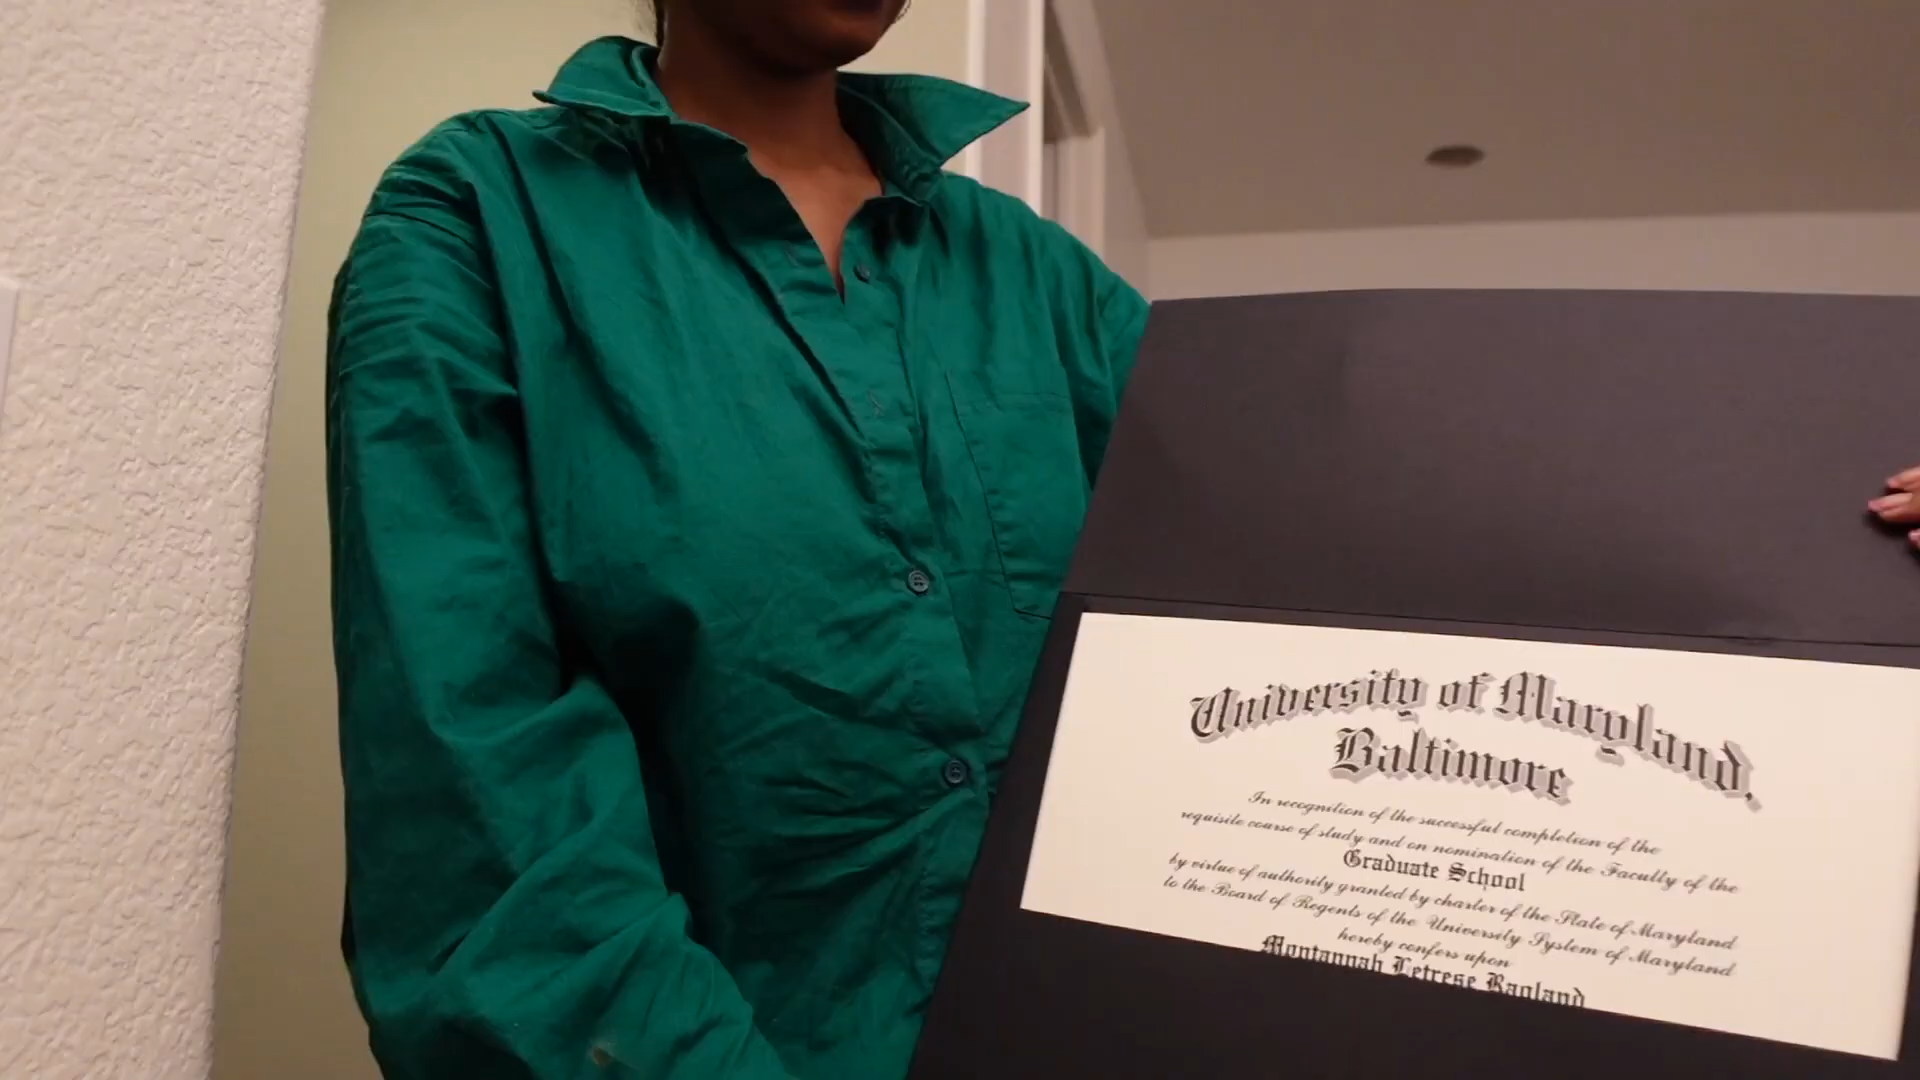 University of Maryland,
Baltimore
In recognition of the successful completion of the
requisite course of study and on nomination of the Faculty of the
Graduate School
by virtue of authority granted by charter of the State of Maryland
to the Board of Regents of the University System of Maryland
hereby confers upon
Montannah Letrese Ragland